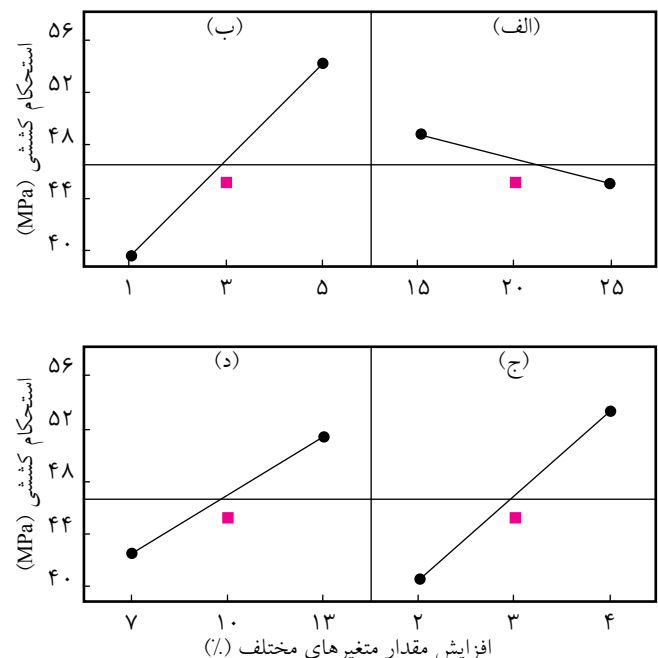 (الف) (ب)
۵۶
۵۲
۴۸
۴۴
۴۰
استحکام کششی (MPa)
۱ ۳ ۵ ۱۵ ۲۰ ۲۵
(ج) (د)
۵۶
۵۲
۴۸
۴۴
۴۰
استحکام کششی (MPa)
۷ ۱۰ ۱۳ ۲ ۳ ۴
افزایش مقدار متغیرهای مختلف (٪)